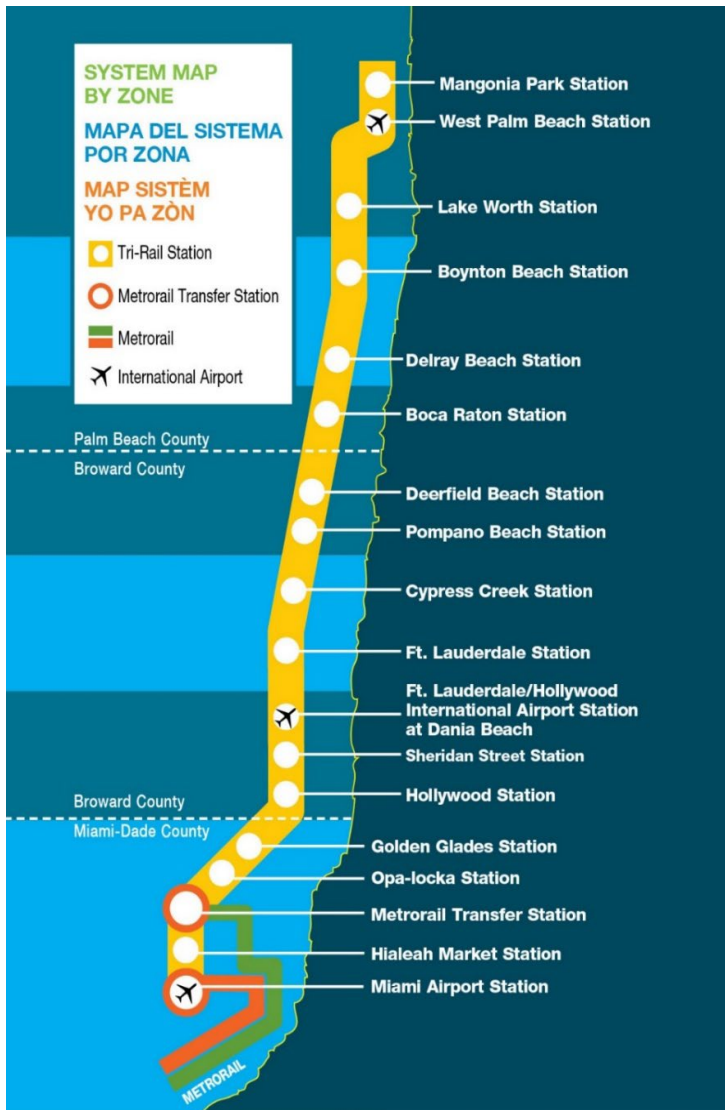 SYSTEM MAP
BY ZONE
MAPA DEL SISTEMA
POR ZONA
MAP SISTÈM
YO PA ZÒN
Tri-Rail Station
Metrorail Transfer Station
Metrorail
International Airport
Mangonia Park Station
West Palm Beach Station
Lake Worth Station
Boynton Beach Station
Delray Beach Station
Boca Raton Station
Palm Beach County
Broward County
Deerfield Beach Station
Pompano Beach Station
Cypress Creek Station
Ft. Lauderdale Station
Ft. Lauderdale/Hollywood
International Airport Station
at Dania Beach
Sheridan Street Station
Hollywood Station
Broward County
Miami-Dade County
Golden Glades Station
Opa-locka Station
Metrorail Transfer Station
Hialeah Market Station
Miami Airport Station
METRORAIL